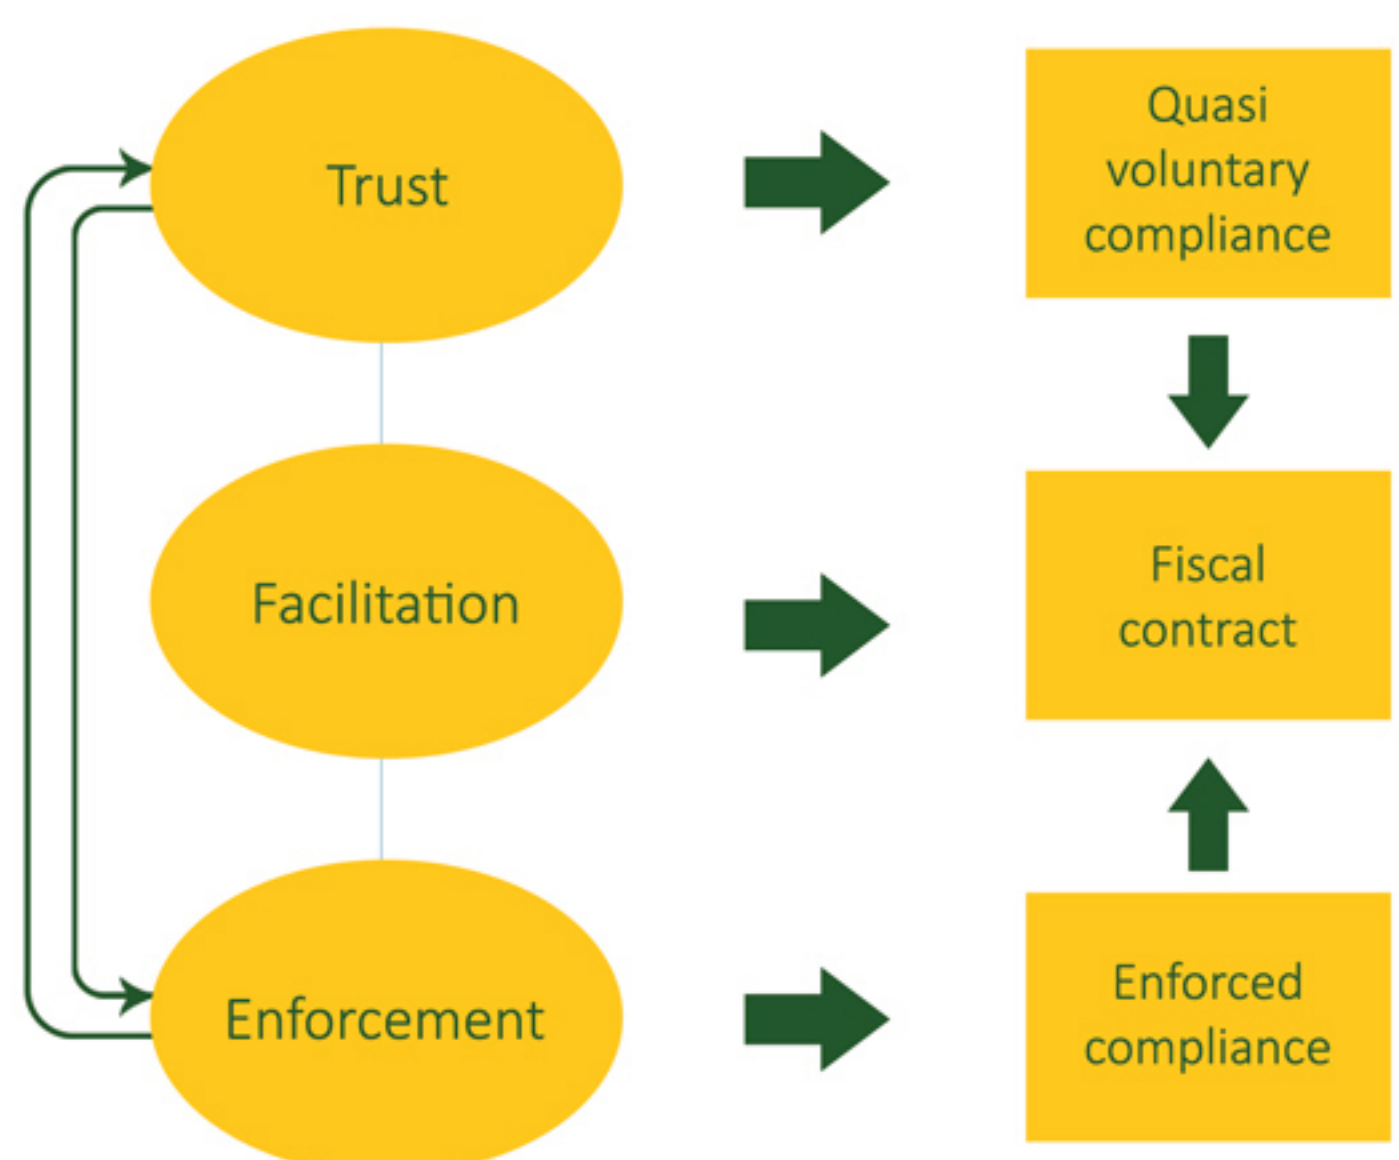 Trust
Quasi
voluntary
compliance
Facilitation
Fiscal
contract
Enforcement
Enforced
compliance